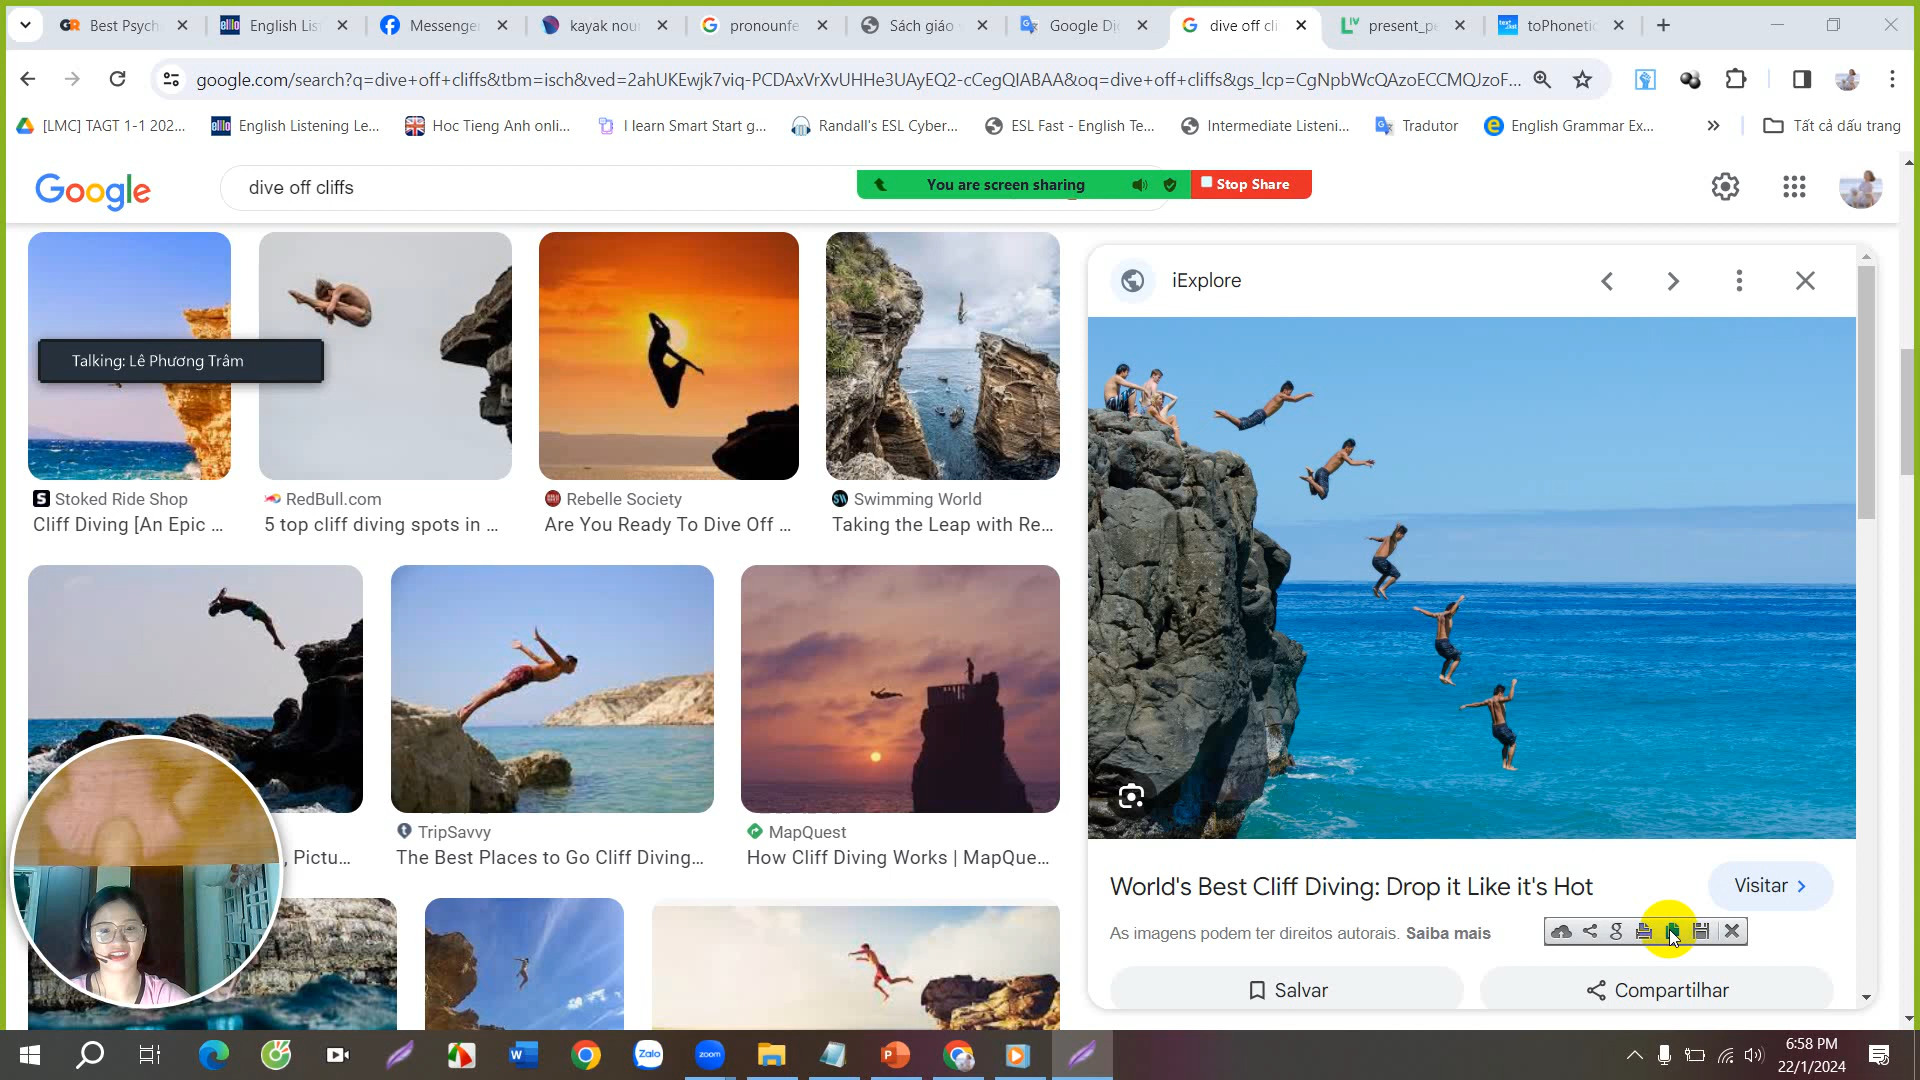 Best Psych
English Lis
Messenge
kayak nou
pronounfe
Sách giáo
Google Dị
dive off cli
present_pe
toPhonetic
google.com/search?q=dive+off+cliffs&tbm=isch&ved=2ahUKEwjk7viq-PCDAxVrXvUHHe3UAyEQ2-cCegQIABAA&oq=dive+off+cliffs&gs_lcp=CgNpbWcQAzoECCMQJzoF...
[LMC] TAGT 1-1 202...
English Listening Le...
Hoc Tieng Anh onli...
I learn Smart Start g...
Randall's ESL Cyber...
ESL Fast - English Te...
Intermediate Listeni...
Tradutor
English Grammar Ex...
Tất cả dấu trang
Google
dive off cliffs
You are screen sharing
Stop Share
iExplore
Talking: Lê Phương Trâm
Stoked Ride Shop
Cliff Diving [An Epic ...
RedBull.com
5 top cliff diving spots in ...
Rebelle Society
Are You Ready To Dive Off ...
Swimming World
Taking the Leap with Re...
, Pictu...
TripSavvy
The Best Places to Go Cliff Diving...
MapQuest
How Cliff Diving Works | MapQue...
World's Best Cliff Diving: Drop it Like it's Hot
Visitar
As imagens podem ter direitos autorais. Saiba mais
Salvar
Compartilhar
Zalo
zoom
6:58 PM
22/1/2024